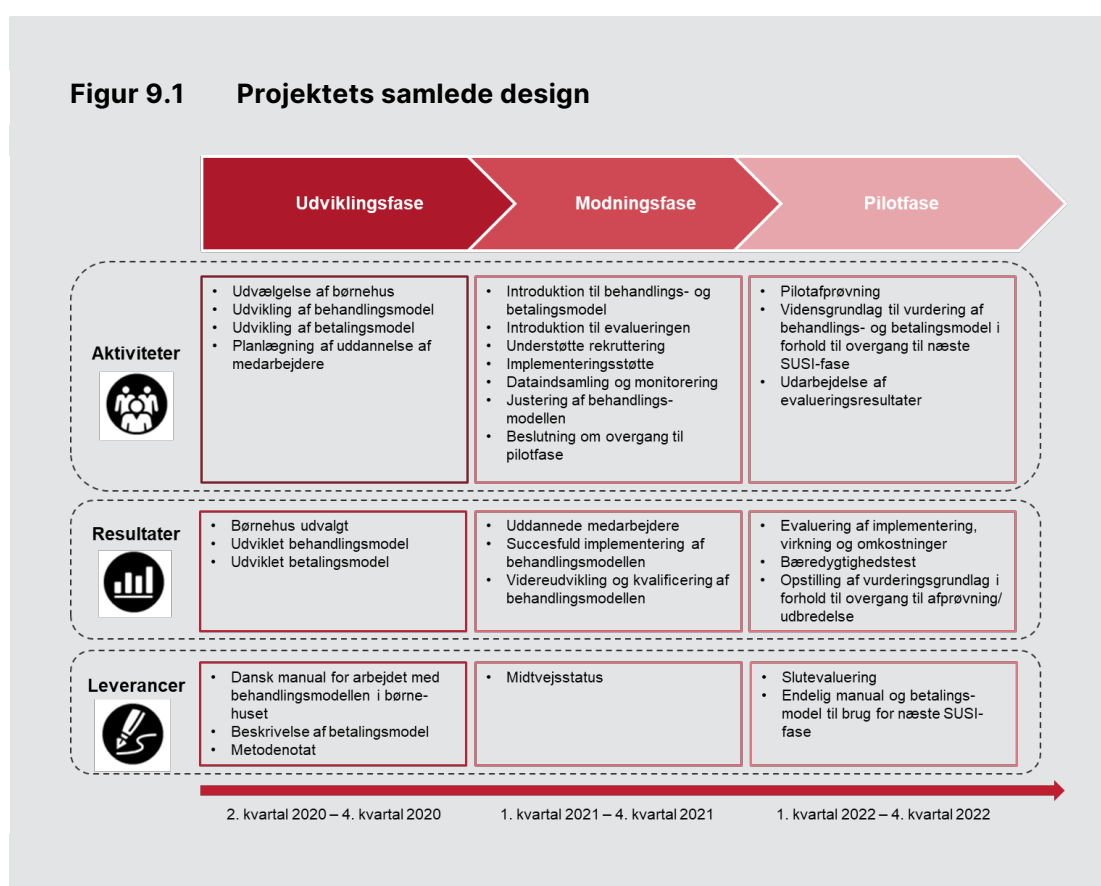 Figur 9.1 Projektets samlede design
Udviklingsfase
Modningsfase
Pilotfase
Aktiviteter
• Udvælgelse af børnehus
• Udvikling af behandlingsmodel
• Udvikling af betalingsmodel
• Planlægning af uddannelse af
medarbejdere
• Introduktion til behandlings- og
betalingsmodel
• Introduktion til evalueringen
• Understøtte rekruttering
• Implementeringsstøtte
• Dataindsamling og monitorering
• Justering af behandlings-
modellen
• Beslutning om overgang til
pilotfase
• Pilotafprøvning
• Vidensgrundlag til vurdering af
behandlings- og betalingsmodel i
forhold til overgang til næste
SUSI-fase
• Udarbejdelse af
evalueringsresultater
Resultater
• Børnehus udvalgt
• Udviklet behandlingsmodel
• Udviklet betalingsmodel
• Uddannede medarbejdere
• Succesfuld implementering af
behandlingsmodellen
• Videreudvikling og kvalificering af
behandlingsmodellen
• Evaluering af implementering,
virkning og omkostninger
• Bæredygtighedstest
• Opstilling af vurderingsgrundlag i
forhold til overgang til afprøvning/
udbredelse
Leverancer
• Dansk manual for arbejdet med
behandlingsmodellen i børne-
huset
• Beskrivelse af betalingsmodel
• Metodenotat
• Midtvejsstatus
• Slutevaluering
• Endelig manual og betalings-
model til brug for næste SUSI-
fase
2. kvartal 2020 – 4. kvartal 2020
1. kvartal 2021 – 4. kvartal 2021
1. kvartal 2022 – 4. kvartal 2022